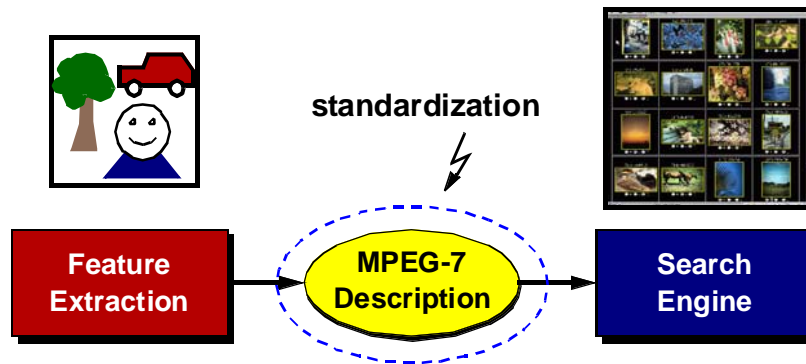 standardization
Feature
Extraction
MPEG-7
Description
Search
Engine